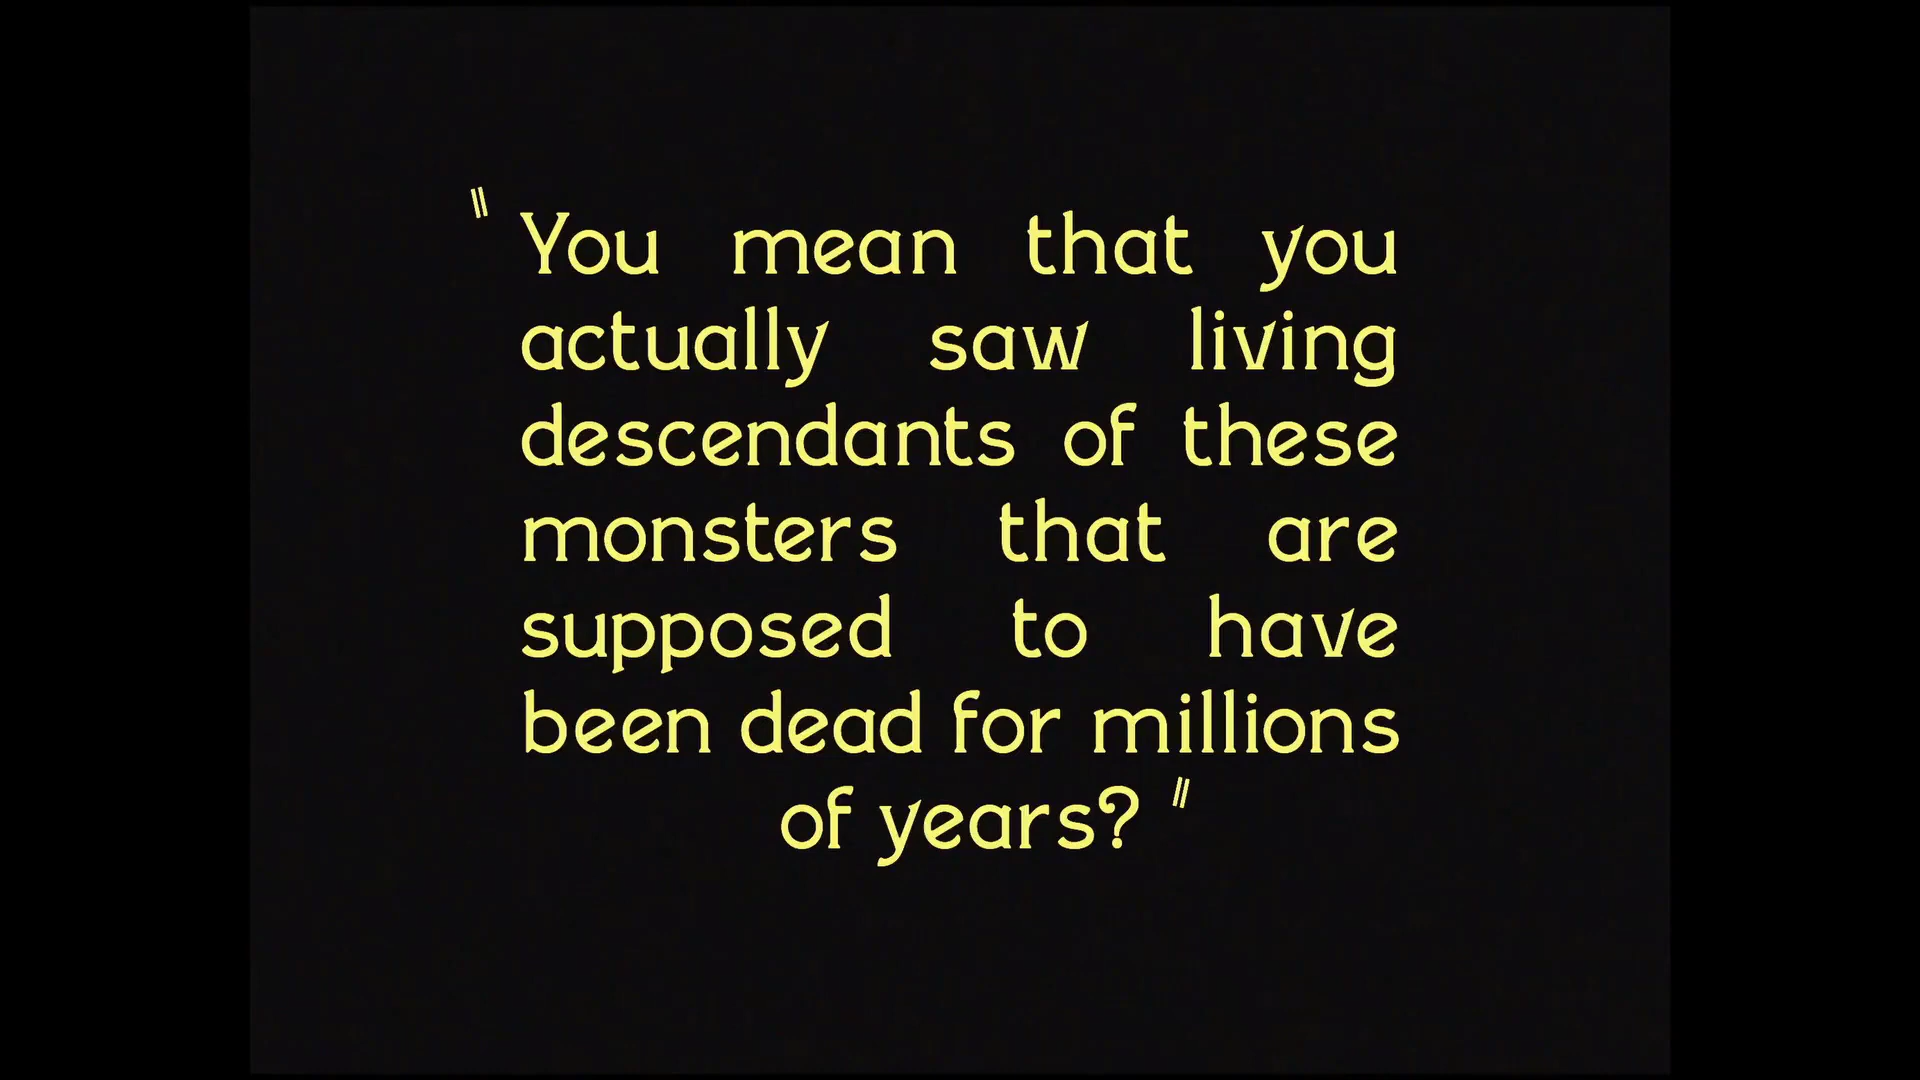 "You mean that you
actually saw living
descendants of these
monsters that are
supposed to have
been dead for millions
of years?"